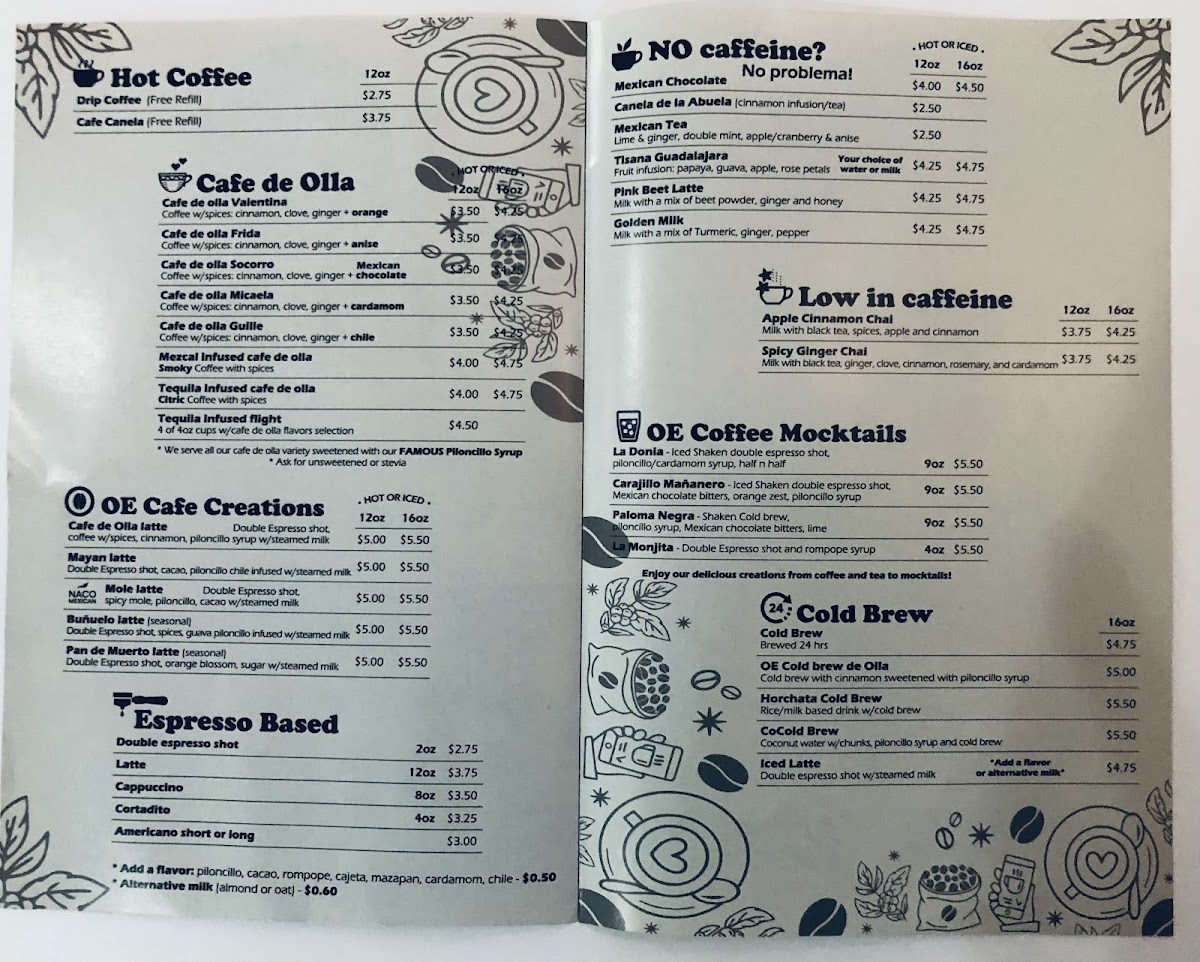 Hot Coffee 12oz
Drip Coffee (Free Refill) $2.75
Cafe Canela (Free Refill) $3.75
Cafe de Olla
. HOT OR ICED .
12oz 16oz
Cafe de olla Valentina
Coffee w/spices: cinnamon, clove, ginger + orange $3.50 $4.25
Cafe de olla Frida
Coffee w/spices: cinnamon, clove, ginger + anise $3.50 $4.25
Cafe de olla Socorro Mexican
Coffee w/spices: cinnamon, clove, ginger + chocolate $3.50 $4.25
Cafe de olla Micaela
Coffee w/spices: cinnamon, clove, ginger + cardamom $3.50 $4.25
Cafe de olla Guille
Coffee w/spices: cinnamon, clove, ginger + chile $3.50 $4.25
Mezcal Infused cafe de olla
Smoky Coffee with spices $4.00 $4.75
Tequila Infused cafe de olla
Citric Coffee with spices $4.00 $4.75
Tequila Infused flight
4 of 4oz cups w/cafe de olla flavors selection $4.50
* We serve all our cafe de olla variety sweetened with our FAMOUS Piloncillo Syrup
* Ask for unsweetened or stevia
OE Cafe Creations
. HOT OR ICED .
12oz 16oz
Cafe de Olla latte Double Espresso shot,
coffee w/spices, cinnamon, piloncillo syrup w/steamed milk $5.00 $5.50
Mayan latte
Double Espresso shot, cacao, piloncillo chile infused w/steamed milk $5.00 $5.50
NACO MEXICAN
Mole latte Double Espresso shot,
spicy mole, piloncillo, cacao w/steamed milk $5.00 $5.50
Buñuelo latte (seasonal)
Double Espresso shot, spices, guava piloncillo infused w/steamed milk $5.00 $5.50
Pan de Muerto latte (seasonal)
Double Espresso shot, orange blossom, sugar w/steamed milk $5.00 $5.50
Espresso Based
Double espresso shot 2oz $2.75
Latte 12oz $3.75
Cappuccino 8oz $3.50
Cortadito 4oz $3.25
Americano short or long $3.00
* Add a flavor: piloncillo, cacao, rompope, cajeta, mazapan, cardamom, chile - $0.50
* Alternative milk (almond or oat) - $0.60
NO caffeine?
No problema!
. HOT OR ICED .
12oz 16oz
Mexican Chocolate $4.00 $4.50
Canela de la Abuela (cinnamon infusion/tea) $2.50
Mexican Tea
Lime & ginger, double mint, apple/cranberry & anise $2.50
Tisana Guadalajara Your choice of
Fruit infusion: papaya, guava, apple, rose petals water or milk $4.25 $4.75
Pink Beet Latte
Milk with a mix of beet powder, ginger and honey $4.25 $4.75
Golden Milk
Milk with a mix of Turmeric, ginger, pepper $4.25 $4.75
Low in caffeine 12oz 16oz
Apple Cinnamon Chai
Milk with black tea, spices, apple and cinnamon $3.75 $4.25
Spicy Ginger Chai
Milk with black tea, ginger, clove, cinnamon, rosemary, and cardamom $3.75 $4.25
OE Coffee Mocktails
La Donia - Iced Shaken double espresso shot,
piloncillo/cardamom syrup, half n half 9oz $5.50
Carajillo Mañanero - Iced Shaken double espresso shot,
Mexican chocolate bitters, orange zest, piloncillo syrup 9oz $5.50
Paloma Negra - Shaken Cold brew,
piloncillo syrup, Mexican chocolate bitters, lime 9oz $5.50
La Monjita - Double Espresso shot and rompope syrup 4oz $5.50
Enjoy our delicious creations from coffee and tea to mocktails!
24 Cold Brew 16oz
Cold Brew
Brewed 24 hrs $4.75
OE Cold brew de Olla
Cold brew with cinnamon sweetened with piloncillo syrup $5.00
Horchata Cold Brew
Rice/milk based drink w/cold brew $5.50
CoCold Brew
Coconut water w/chunks, piloncillo syrup and cold brew $5.50
Iced Latte *Add a flavor
Double espresso shot w/steamed milk or alternative milk* $4.75